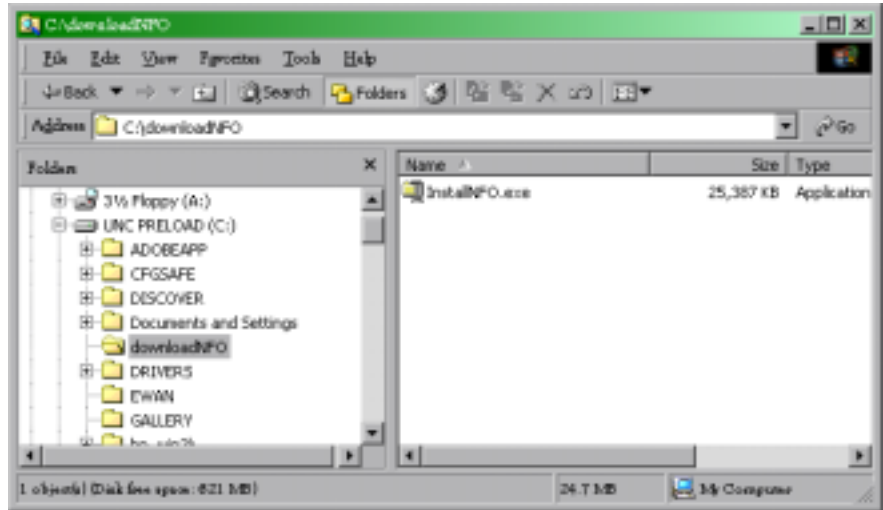 C:\downloadNFO
File Edit View Favorites Tools Help
Back Search Folders
Address C:\downloadNFO Go
Folders
3½ Floppy (A:)
UNC PRELOAD (C:)
ADOBEAPP
CFGSAFE
DISCOVER
Documents and Settings
downloadNFO
DRIVERS
EWAN
GALLERY
Name Size Type
InstallNFO.exe 25,387 KB Application
1 object(s) (Disk free space: 621 MB) 24.7 MB My Computer